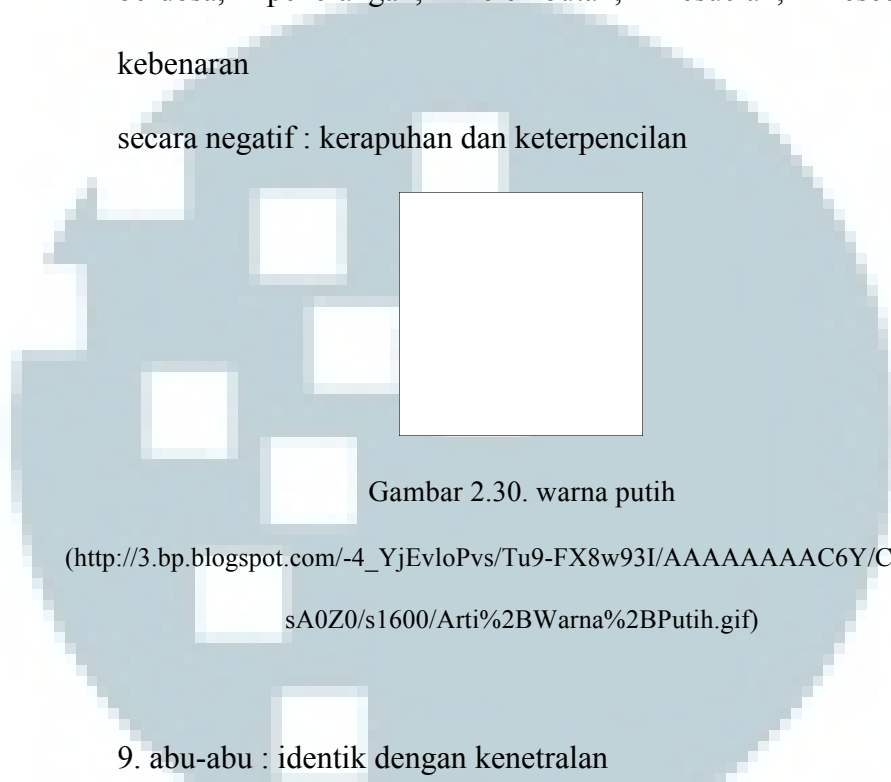 kebenaran
secara negatif : kerapuhan dan keterpencilan
Gambar 2.30. warna putih
(http://3.bp.blogspot.com/-4_YjEvloPvs/Tu9-FX8w93I/AAAAAAAAC6Y/C
sA0Z0/s1600/Arti%2BWarna%2BPutih.gif)
9. abu-abu : identik dengan kenetralan